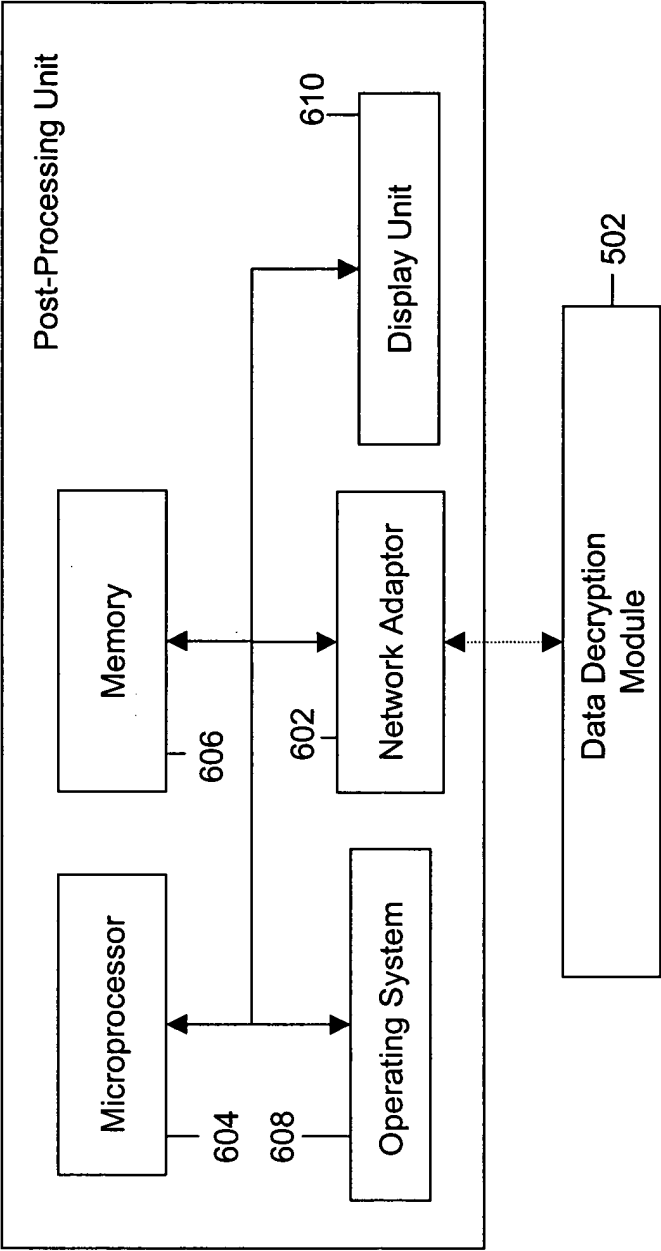 Post-Processing Unit
Microprocessor
604
Memory
606
608
Operating System
602
Network Adaptor
610
Display Unit
Data Decryption
Module
502